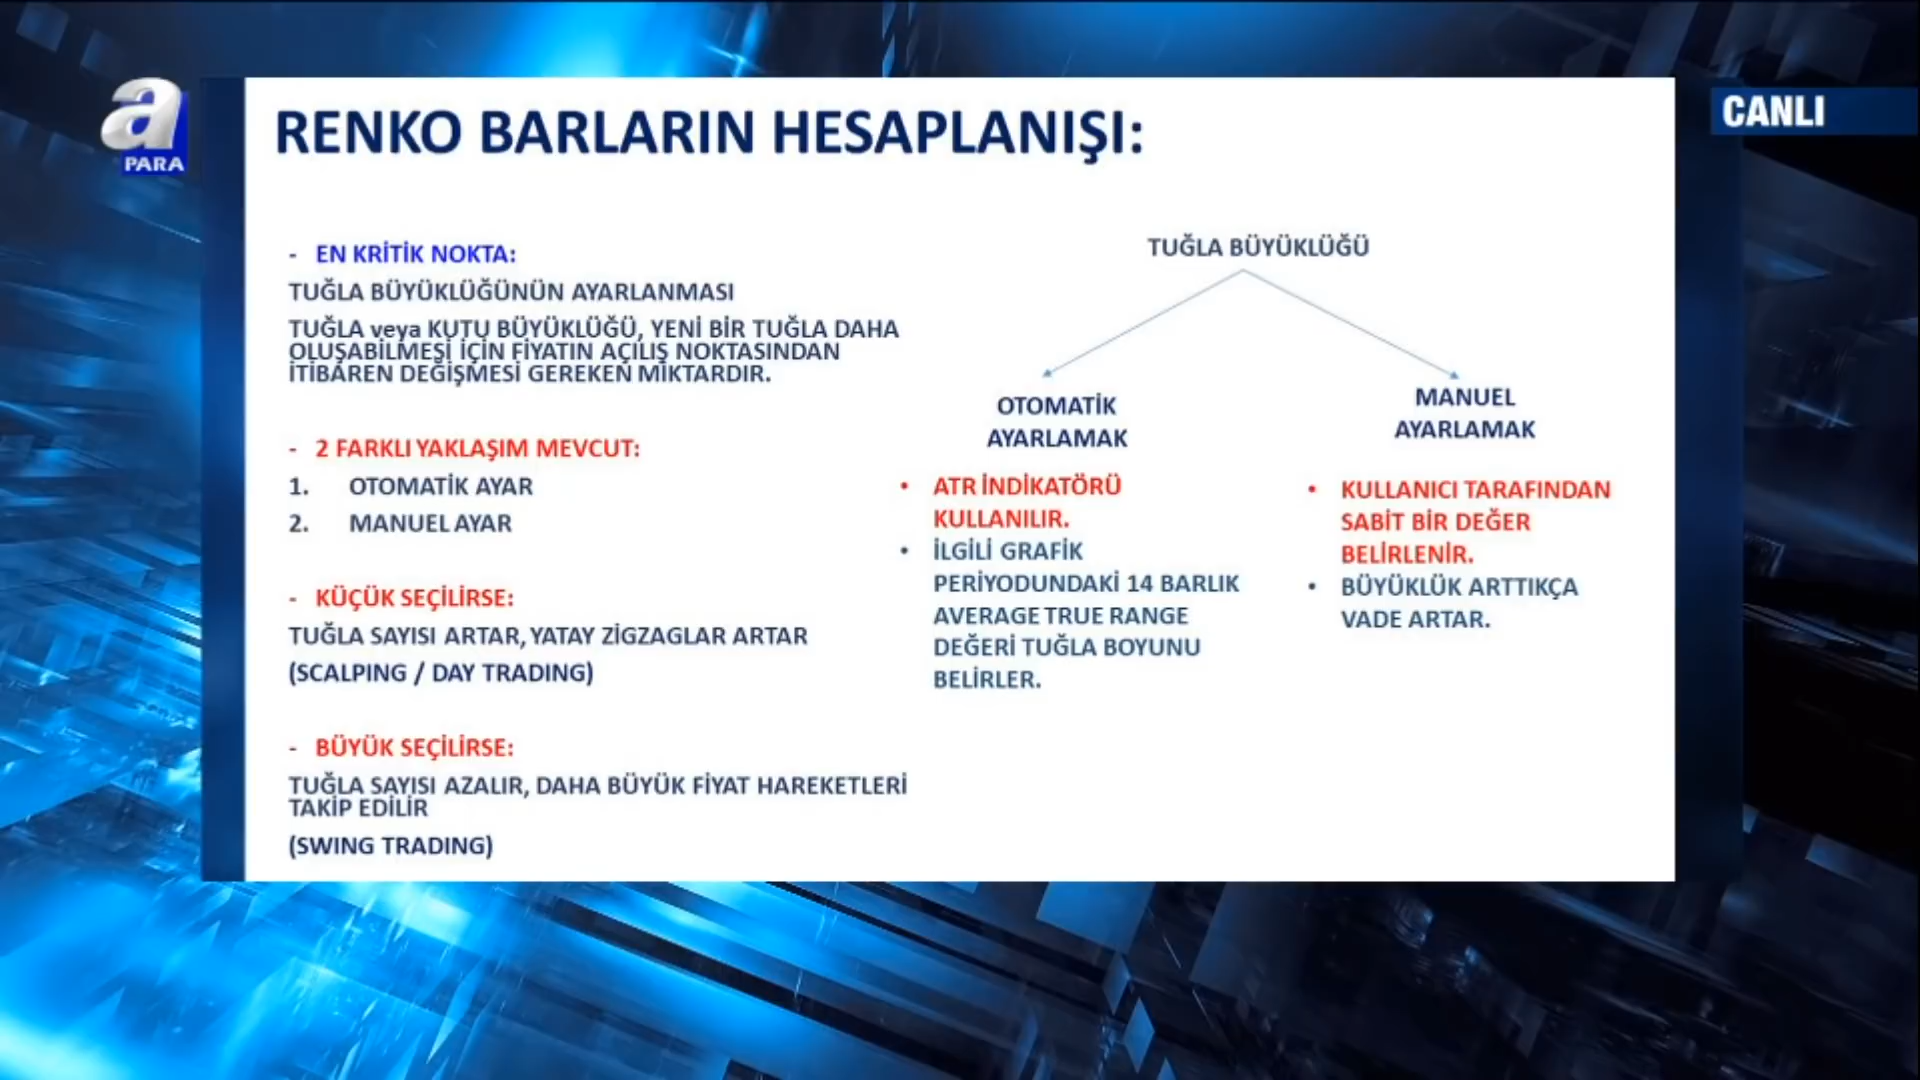 a
PARA
CANLI
RENKO BARLARIN HESAPLANIŞI:
- EN KRİTİK NOKTA:
TUĞLA BÜYÜKLÜĞÜNÜN AYARLANMASI
TUĞLA veya KUTU BÜYÜKLÜĞÜ, YENİ BİR TUĞLA DAHA
OLUŞABİLMESİ İÇİN FİYATIN AÇILIŞ NOKTASINDAN
İTİBAREN DEĞİŞMESİ GEREKEN MİKTARDIR.
- 2 FARKLI YAKLAŞIM MEVCUT:
1. OTOMATİK AYAR
2. MANUEL AYAR
- KÜÇÜK SEÇİLİRSE:
TUĞLA SAYISI ARTAR, YATAY ZİGZAGLAR ARTAR
(SCALPING / DAY TRADING)
- BÜYÜK SEÇİLİRSE:
TUĞLA SAYISI AZALIR, DAHA BÜYÜK FİYAT HAREKETLERİ
TAKİP EDİLİR
(SWING TRADING)
TUĞLA BÜYÜKLÜĞÜ
OTOMATİK
AYARLAMAK
• ATR İNDİKATÖRÜ
KULLANILIR.
• İLGİLİ GRAFİK
PERİYODUNDAKİ 14 BARLIK
AVERAGE TRUE RANGE
DEĞERİ TUĞLA BOYUNU
BELİRLER.
MANUEL
AYARLAMAK
• KULLANICI TARAFINDAN
SABİT BİR DEĞER
BELİRLENİR.
• BÜYÜKLÜK ARTTIKÇA
VADE ARTAR.